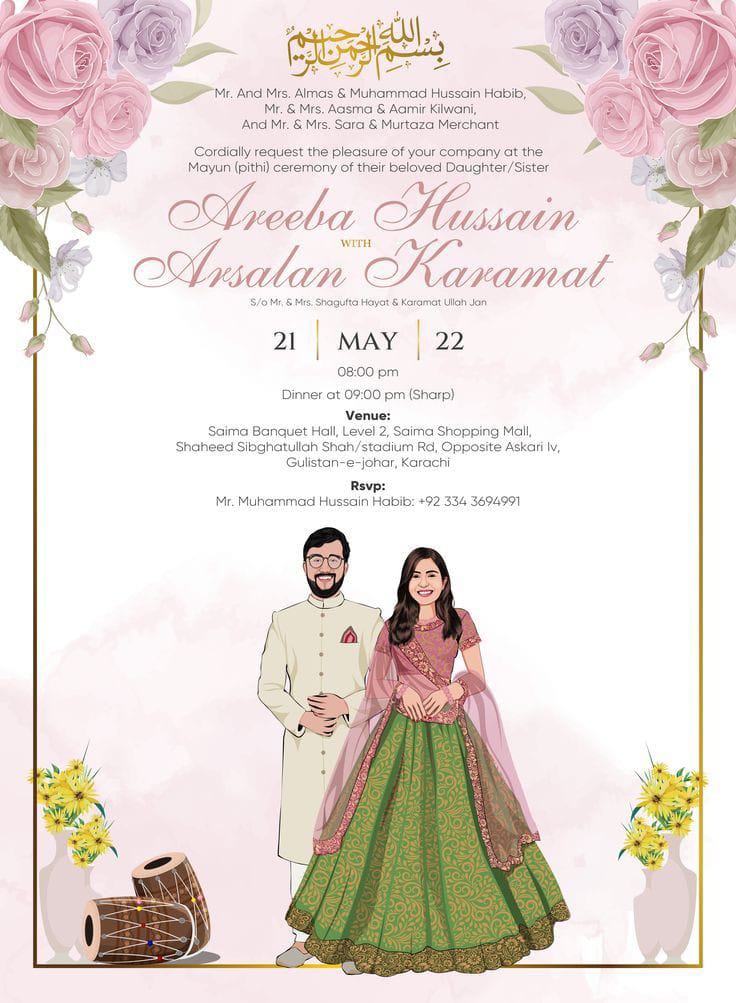 بسم الله الرحمن الرحيم
Mr. And Mrs. Almas & Muhammad Hussain Habib,
Mr. & Mrs. Aasma & Aamir Kilwani,
And Mr. & Mrs. Sara & Murtaza Merchant
Cordially request the pleasure of your company at the
Mayun (pithi) ceremony of their beloved Daughter/Sister
Areeba Hussain
WITH
Arsalan Karamat
S/o Mr. & Mrs. Shagufta Hayat & Karamat Ullah Jan
21 MAY 22
08:00 pm
Dinner at 09:00 pm (Sharp)
Venue:
Saima Banquet Hall, Level 2, Saima Shopping Mall,
Shaheed Sibghatullah Shah/stadium Rd, Opposite Askari Iv,
Gulistan-e-johar, Karachi
Rsvp:
Mr. Muhammad Hussain Habib: +92 334 3694991